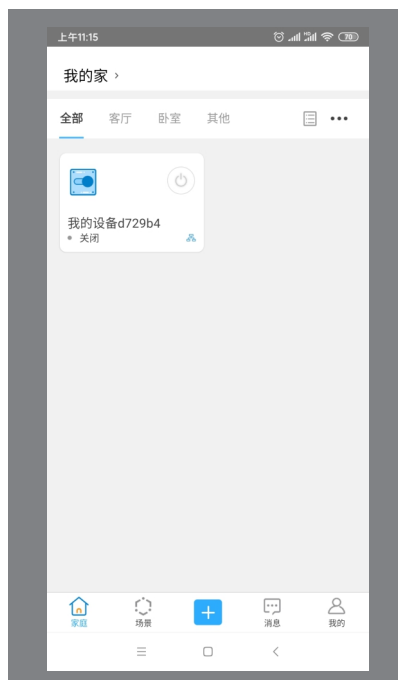 上午11:15
70
我的家 ›
全部 客厅 卧室 其他
我的设备d729b4
关闭
家庭 场景 消息 我的